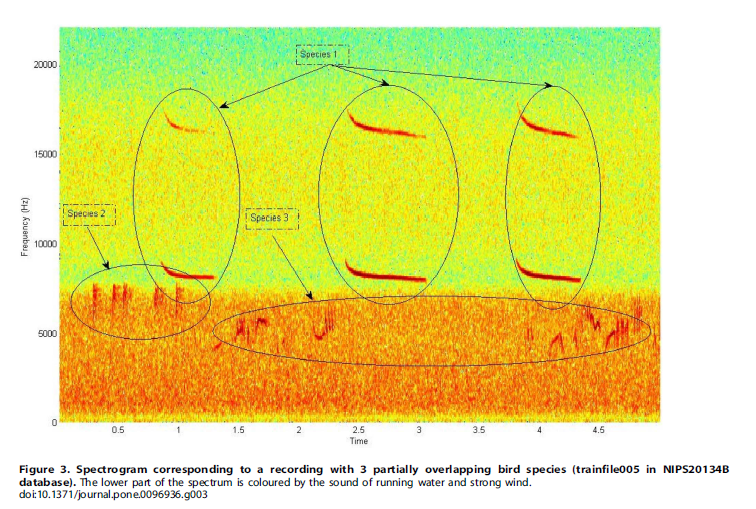 Species 1
20000
15000
Species 2
Species 3
10000
Frequency (Hz)
5000
0
0.5 1 1.5 2 2.5 3 3.5 4 4.5
Time
Figure 3. Spectrogram corresponding to a recording with 3 partially overlapping bird species (trainfile005 in NIPS20134B
database). The lower part of the spectrum is coloured by the sound of running water and strong wind.
doi:10.1371/journal.pone.0096936.g003